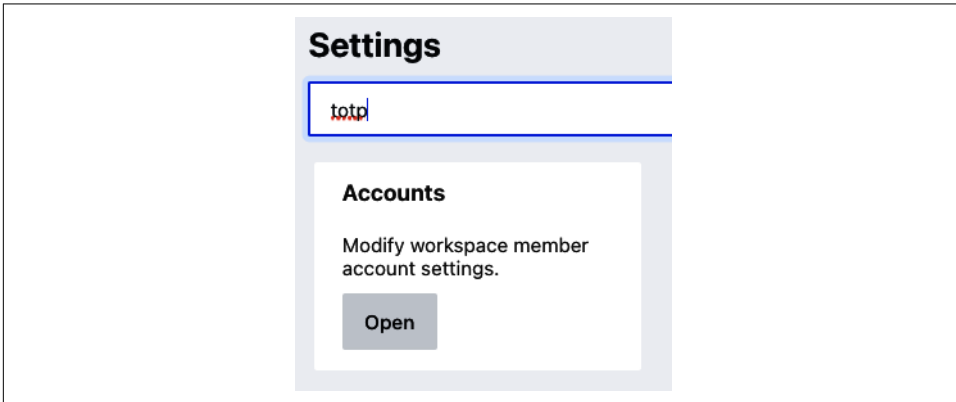 Settings
totp
Accounts
Modify workspace member
account settings.
Open